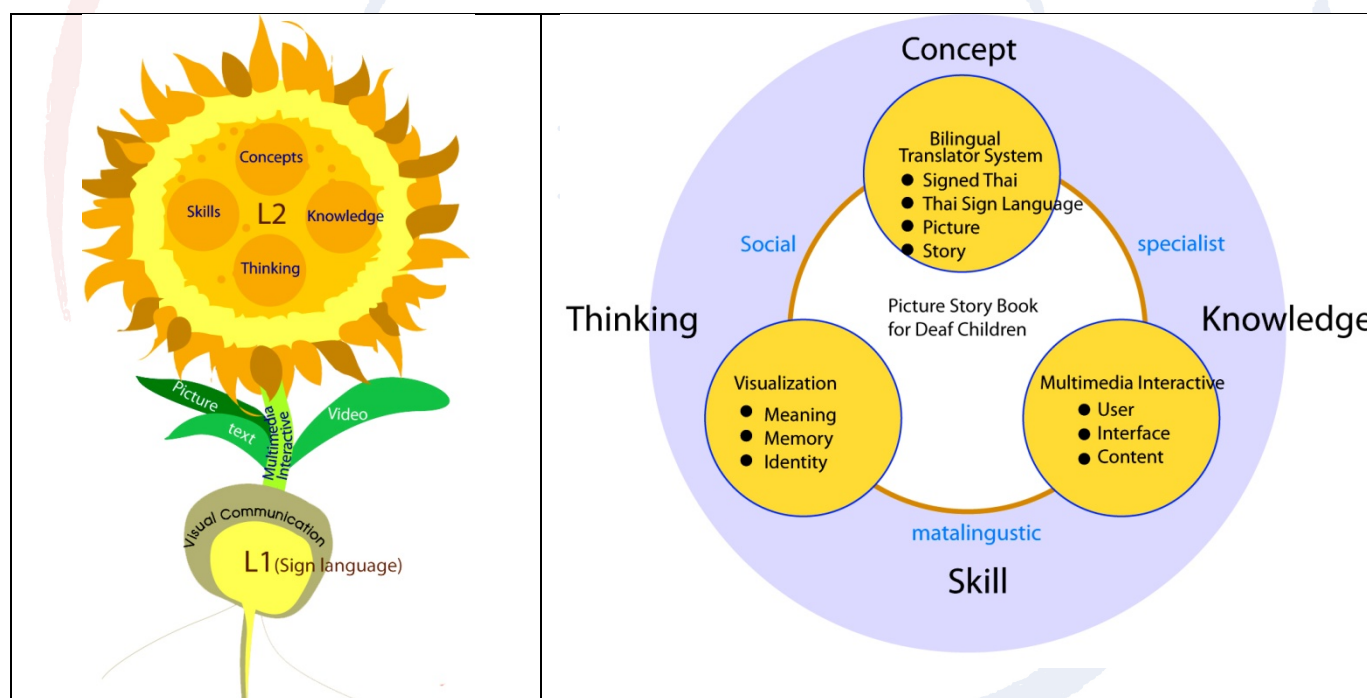 Concepts
Skills
L2
Knowledge
Thinking
Picture
text
Multimedia
Interactive
Video
Visual Communication
L1 (Sign language)
Concept
Bilingual
Translator System
● Signed Thai
● Thai Sign Language
● Picture
● Story
Social
specialist
Picture Story Book
for Deaf Children
Thinking
Knowledge
Visualization
● Meaning
● Memory
● Identity
Multimedia Interactive
● User
● Interface
● Content
matalingustic
Skill